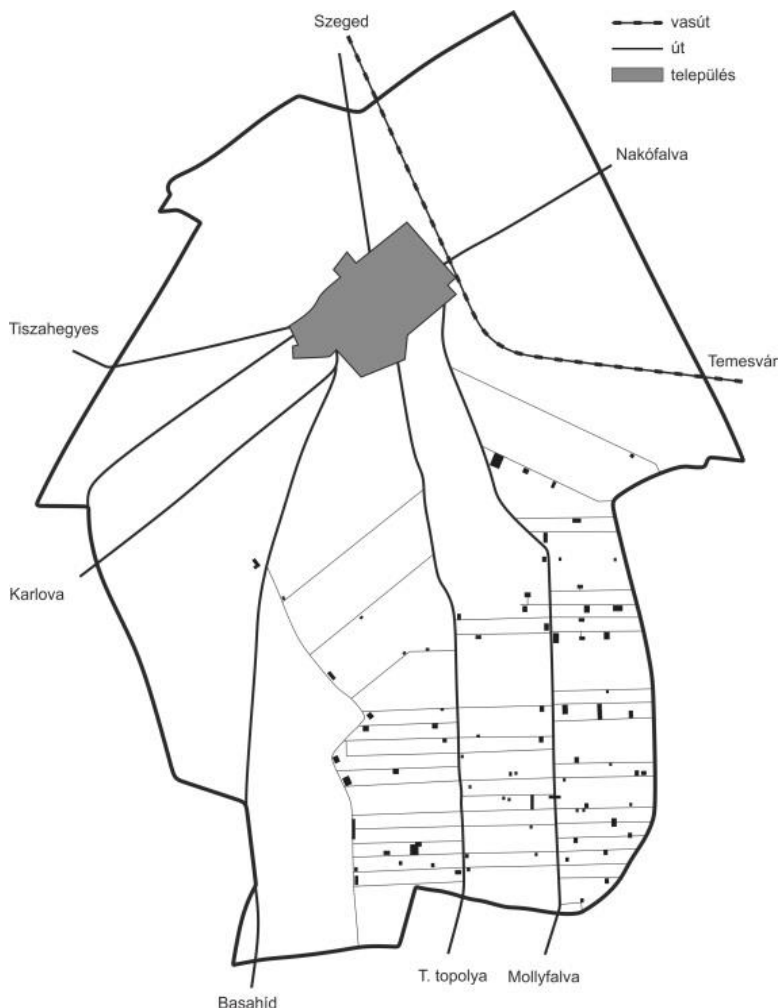 Szeged
vasút
út
település
Nakófalva
Tiszahegyes
Temesvár
Karlova
T. topolya
Mollyfalva
Basahíd